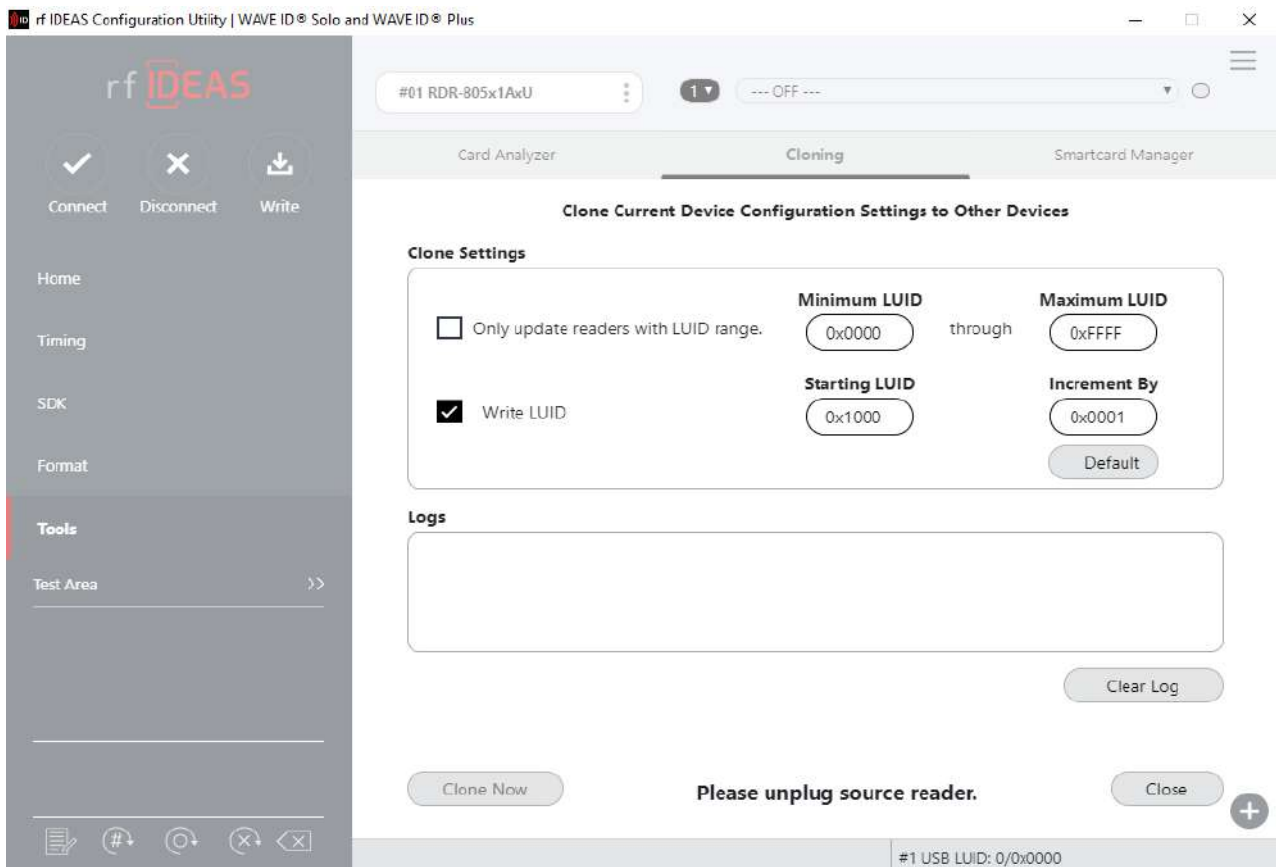 rf IDEAS Configuration Utility | WAVE ID® Solo and WAVE ID® Plus
rf IDEAS
#01 RDR-805x1AxU
1
--- OFF ---
Connect
Disconnect
Write
Card Analyzer
Cloning
Smartcard Manager
Home
Timing
SDK
Format
Tools
Test Area >>
Clone Current Device Configuration Settings to Other Devices
Clone Settings
Minimum LUID
Maximum LUID
Only update readers with LUID range.
0x0000
through
0xFFFF
Starting LUID
Increment By
Write LUID
0x1000
0x0001
Default
Logs
Clear Log
Clone Now
Please unplug source reader.
Close
#1 USB LUID: 0/0x0000